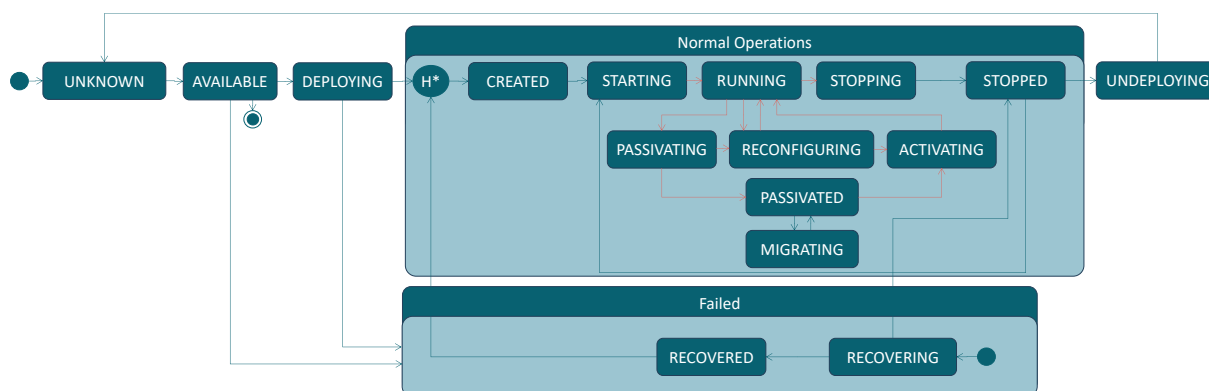 Normal Operations
UNKNOWN
AVAILABLE
DEPLOYING
H*
CREATED
STARTING
RUNNING
STOPPING
STOPPED
UNDEPLOYING
PASSIVATING
RECONFIGURING
ACTIVATING
PASSIVATED
MIGRATING
Failed
RECOVERED
RECOVERING